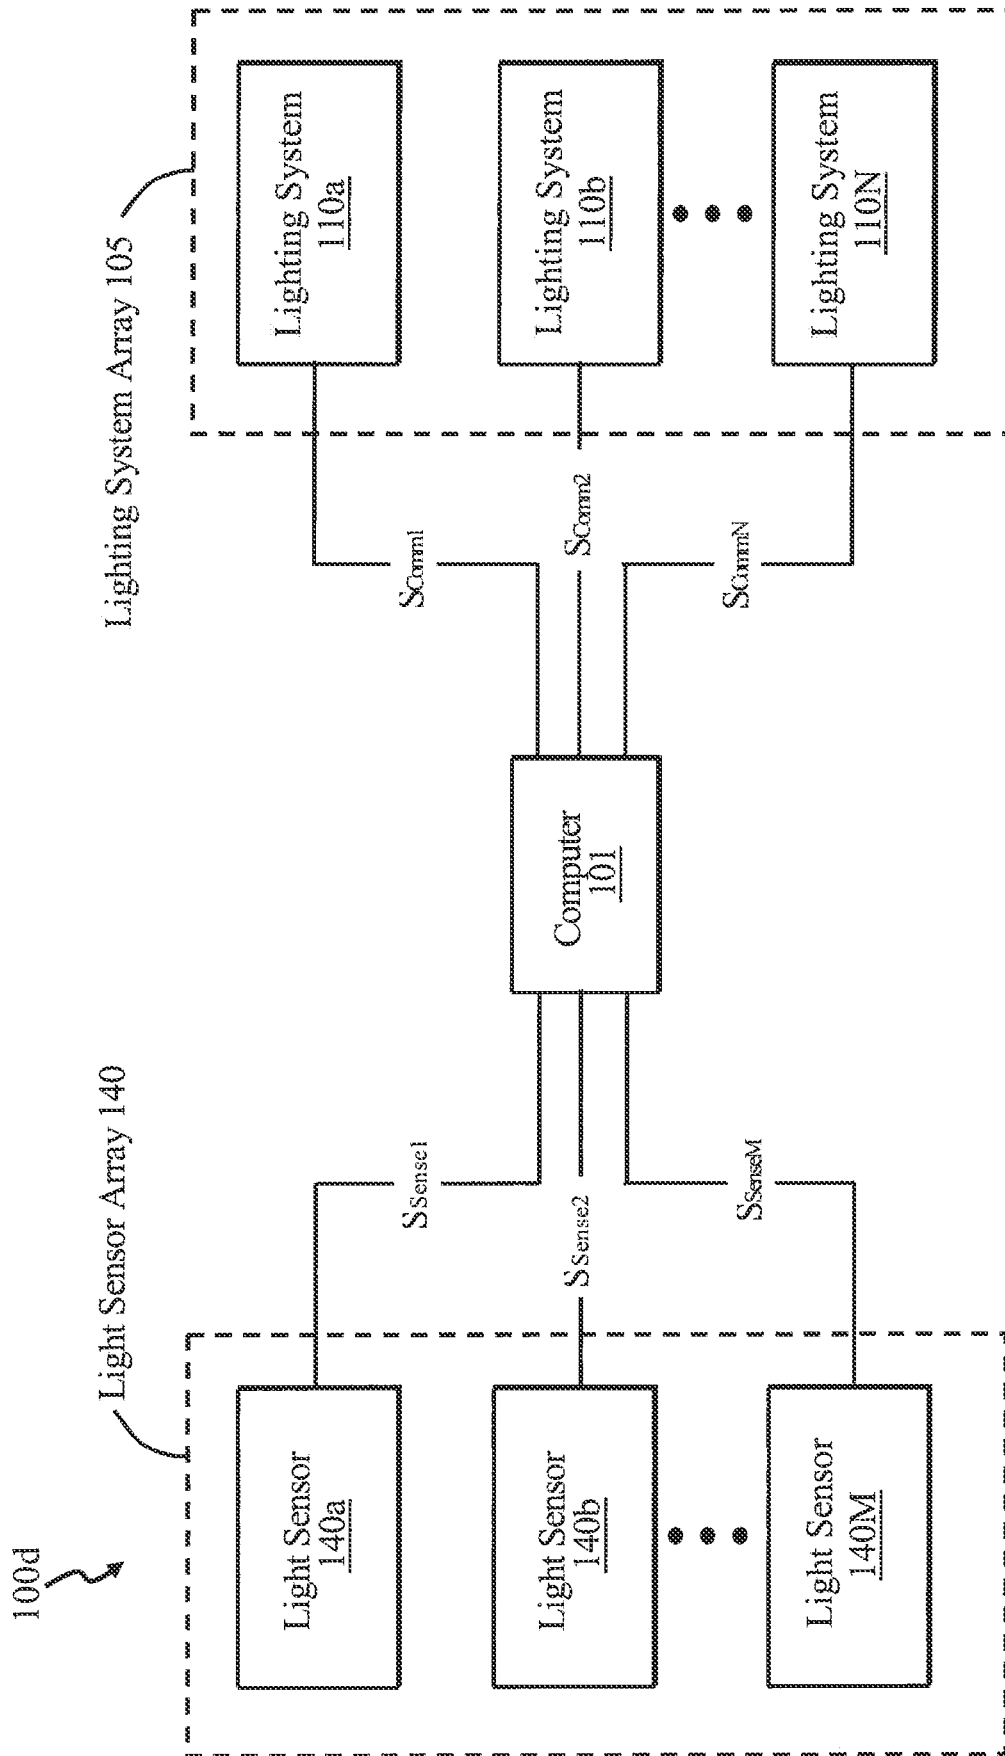 100d
Light Sensor Array 140
Lighting System Array 105
Light Sensor
140a
Light Sensor
140b
Light Sensor
140M
SSense1
SSense2
SSenseM
Computer
101
SComm1
SComm2
SCommN
Lighting System
110a
Lighting System
110b
Lighting System
110N